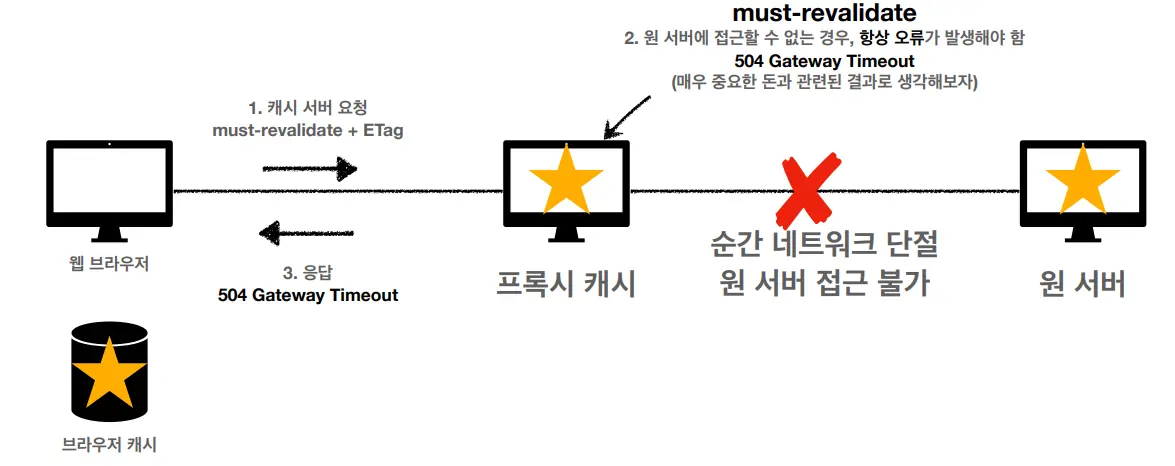 must-revalidate
2. 원 서버에 접근할 수 없는 경우, 항상 오류가 발생해야 함
504 Gateway Timeout
(매우 중요한 돈과 관련된 결과로 생각해보자)
1. 캐시 서버 요청
must-revalidate + ETag
웹 브라우저
3. 응답
504 Gateway Timeout
프록시 캐시
순간 네트워크 단절
원 서버 접근 불가
원 서버
브라우저 캐시